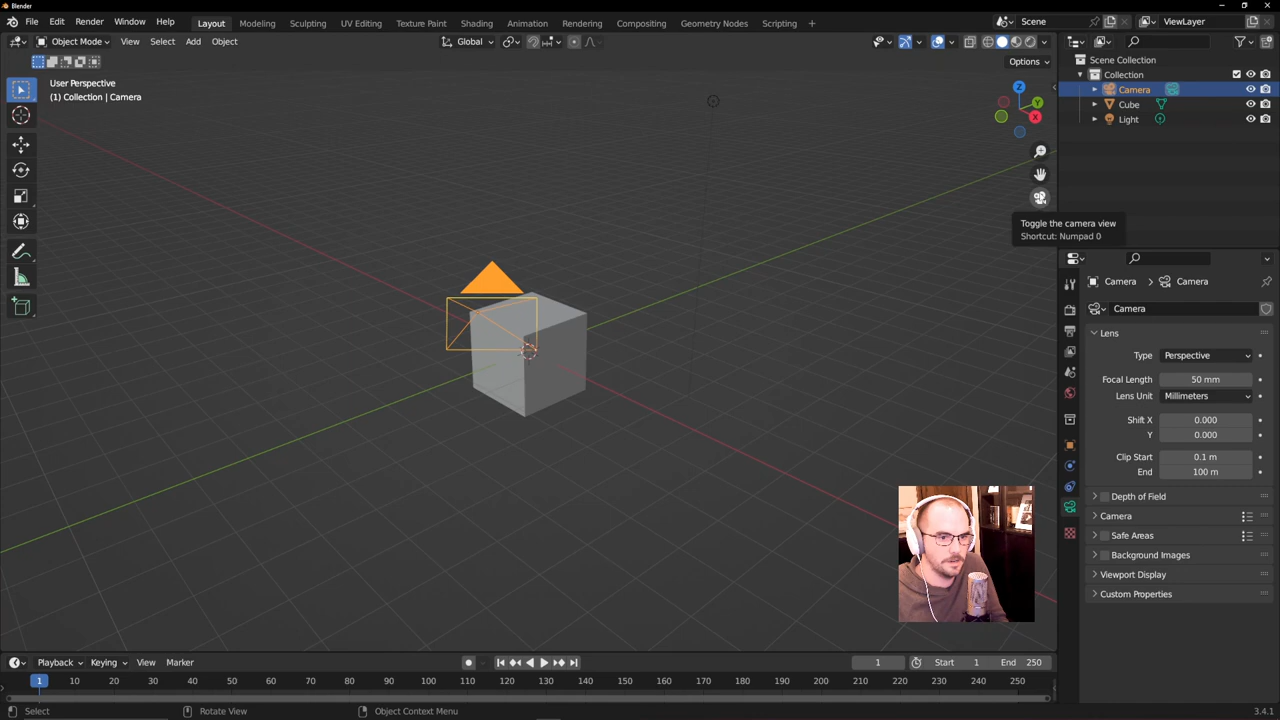 Blender
File Edit Render Window Help
Layout Modeling Sculpting UV Editing Texture Paint Shading Animation Rendering Compositing Geometry Nodes Scripting +
Scene
ViewLayer
Object Mode View Select Add Object
Global
Options
User Perspective
(1) Collection | Camera
Z
Y
X
Toggle the camera view
Shortcut: Numpad 0
Scene Collection
Collection
Camera
Cube
Light
Camera > Camera
Camera
Lens
Type Perspective
Focal Length 50 mm
Lens Unit Millimeters
Shift X 0.000
Y 0.000
Clip Start 0.1 m
End 100 m
Depth of Field
Camera
Safe Areas
Background Images
Viewport Display
Custom Properties
Playback Keying View Marker
1 Start 1 End 250
1 10 20 30 40 50 60 70 80 90 100 110 120 130 140 150 160 170 180 190 200 210 220 230 240 250
Select Rotate View Object Context Menu 3.4.1